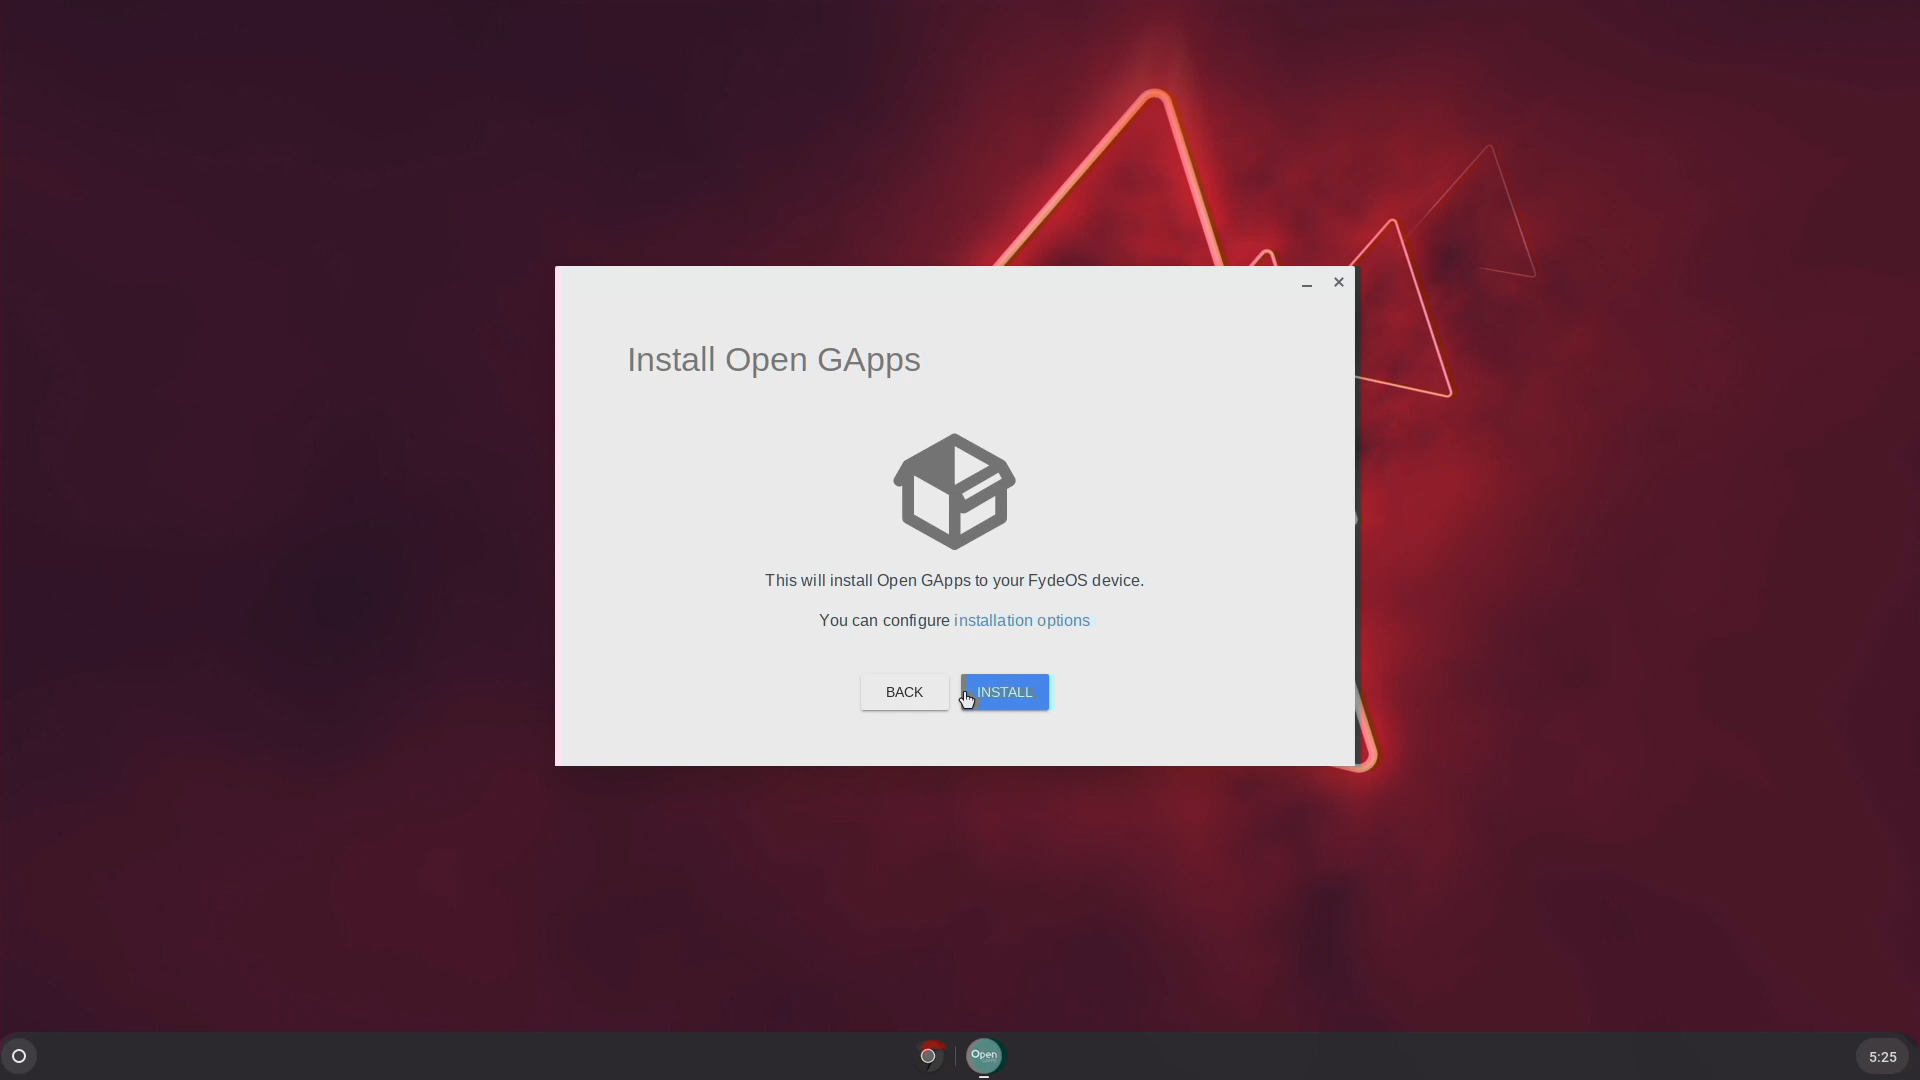 Install Open GApps
This will install Open GApps to your FydeOS device.
You can configure installation options
BACK
INSTALL
Open
5:25